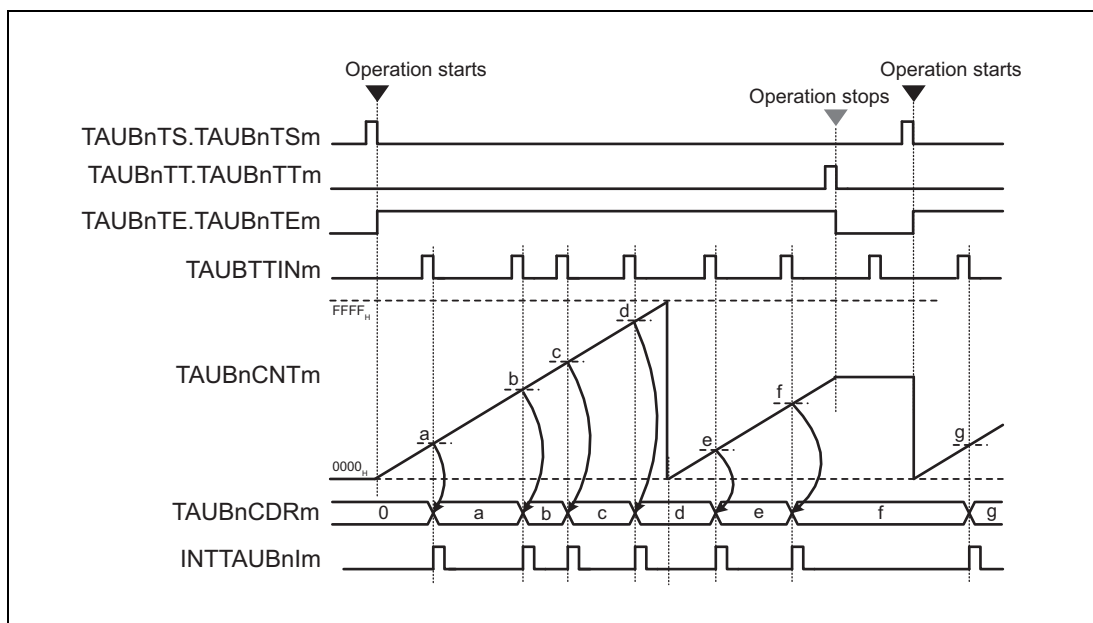 Operation starts
Operation starts
Operation stops
TAUBnTS.TAUBnTSm
TAUBnTT.TAUBnTTm
TAUBnTE.TAUBnTEm
TAUBTTINm
FFFFH
d
c
TAUBnCNTm
b
f
a
e
g
0000H
TAUBnCDRm
0 a b c d e f g
INTTAUBnIm